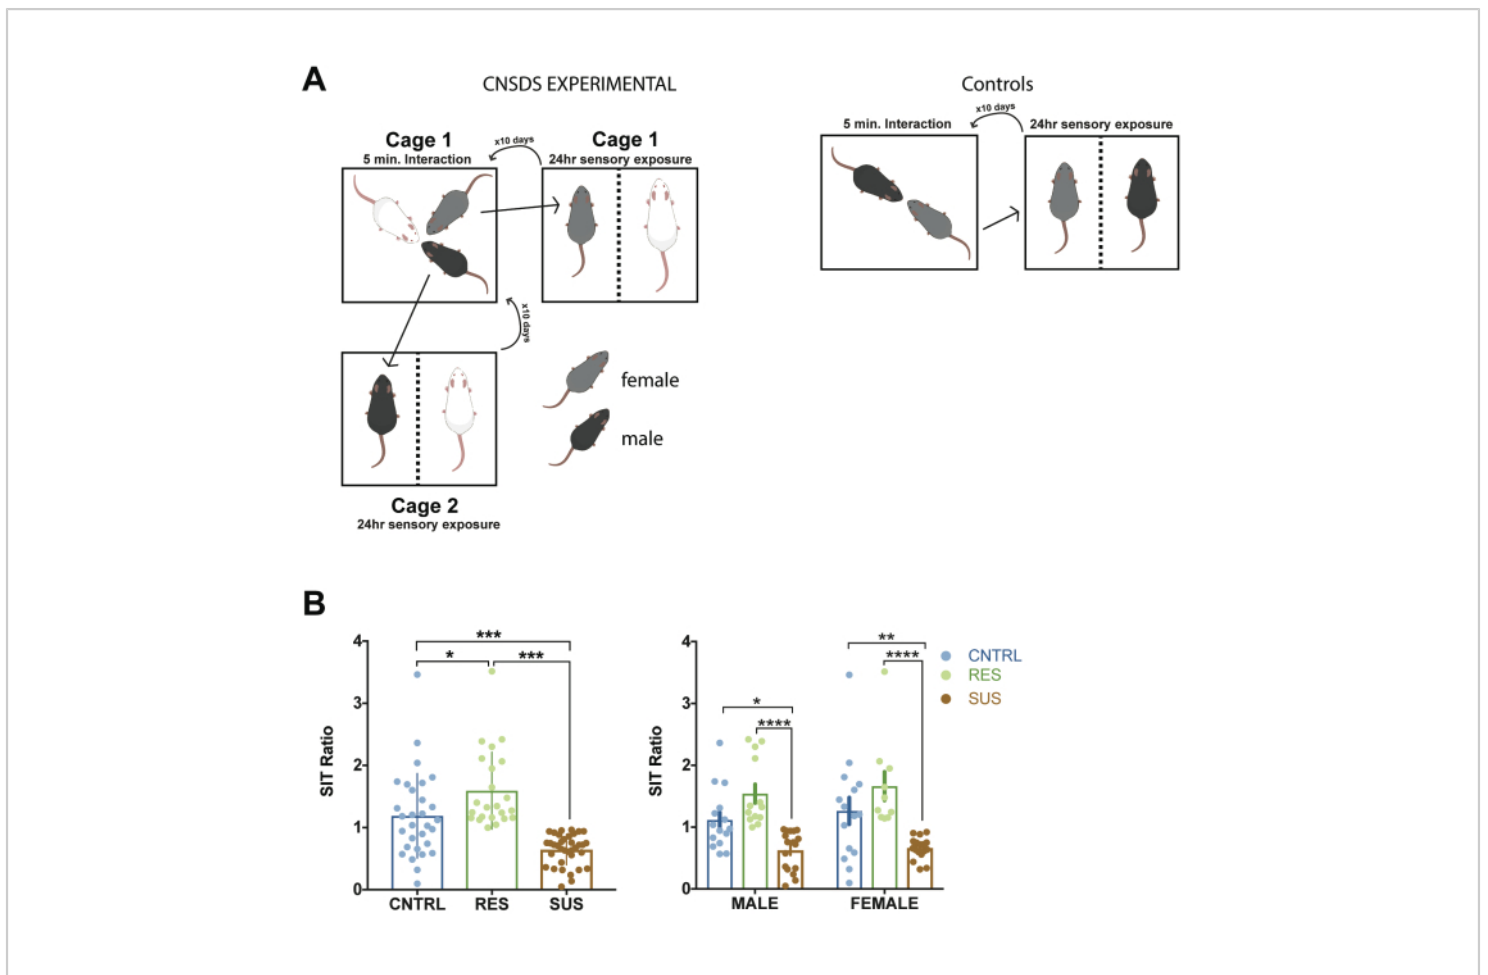 A
CNSDS EXPERIMENTAL
Controls
Cage 1
5 min. Interaction
x10 days
Cage 1
24hr sensory exposure
5 min. Interaction
x10 days
24hr sensory exposure
x10 days
female
male
Cage 2
24hr sensory exposure
B
SIT Ratio
4
3
2
1
0
***
*
***
CNTRL
RES
SUS
SIT Ratio
4
3
2
1
0
*
****
**
****
MALE
FEMALE
CNTRL
RES
SUS